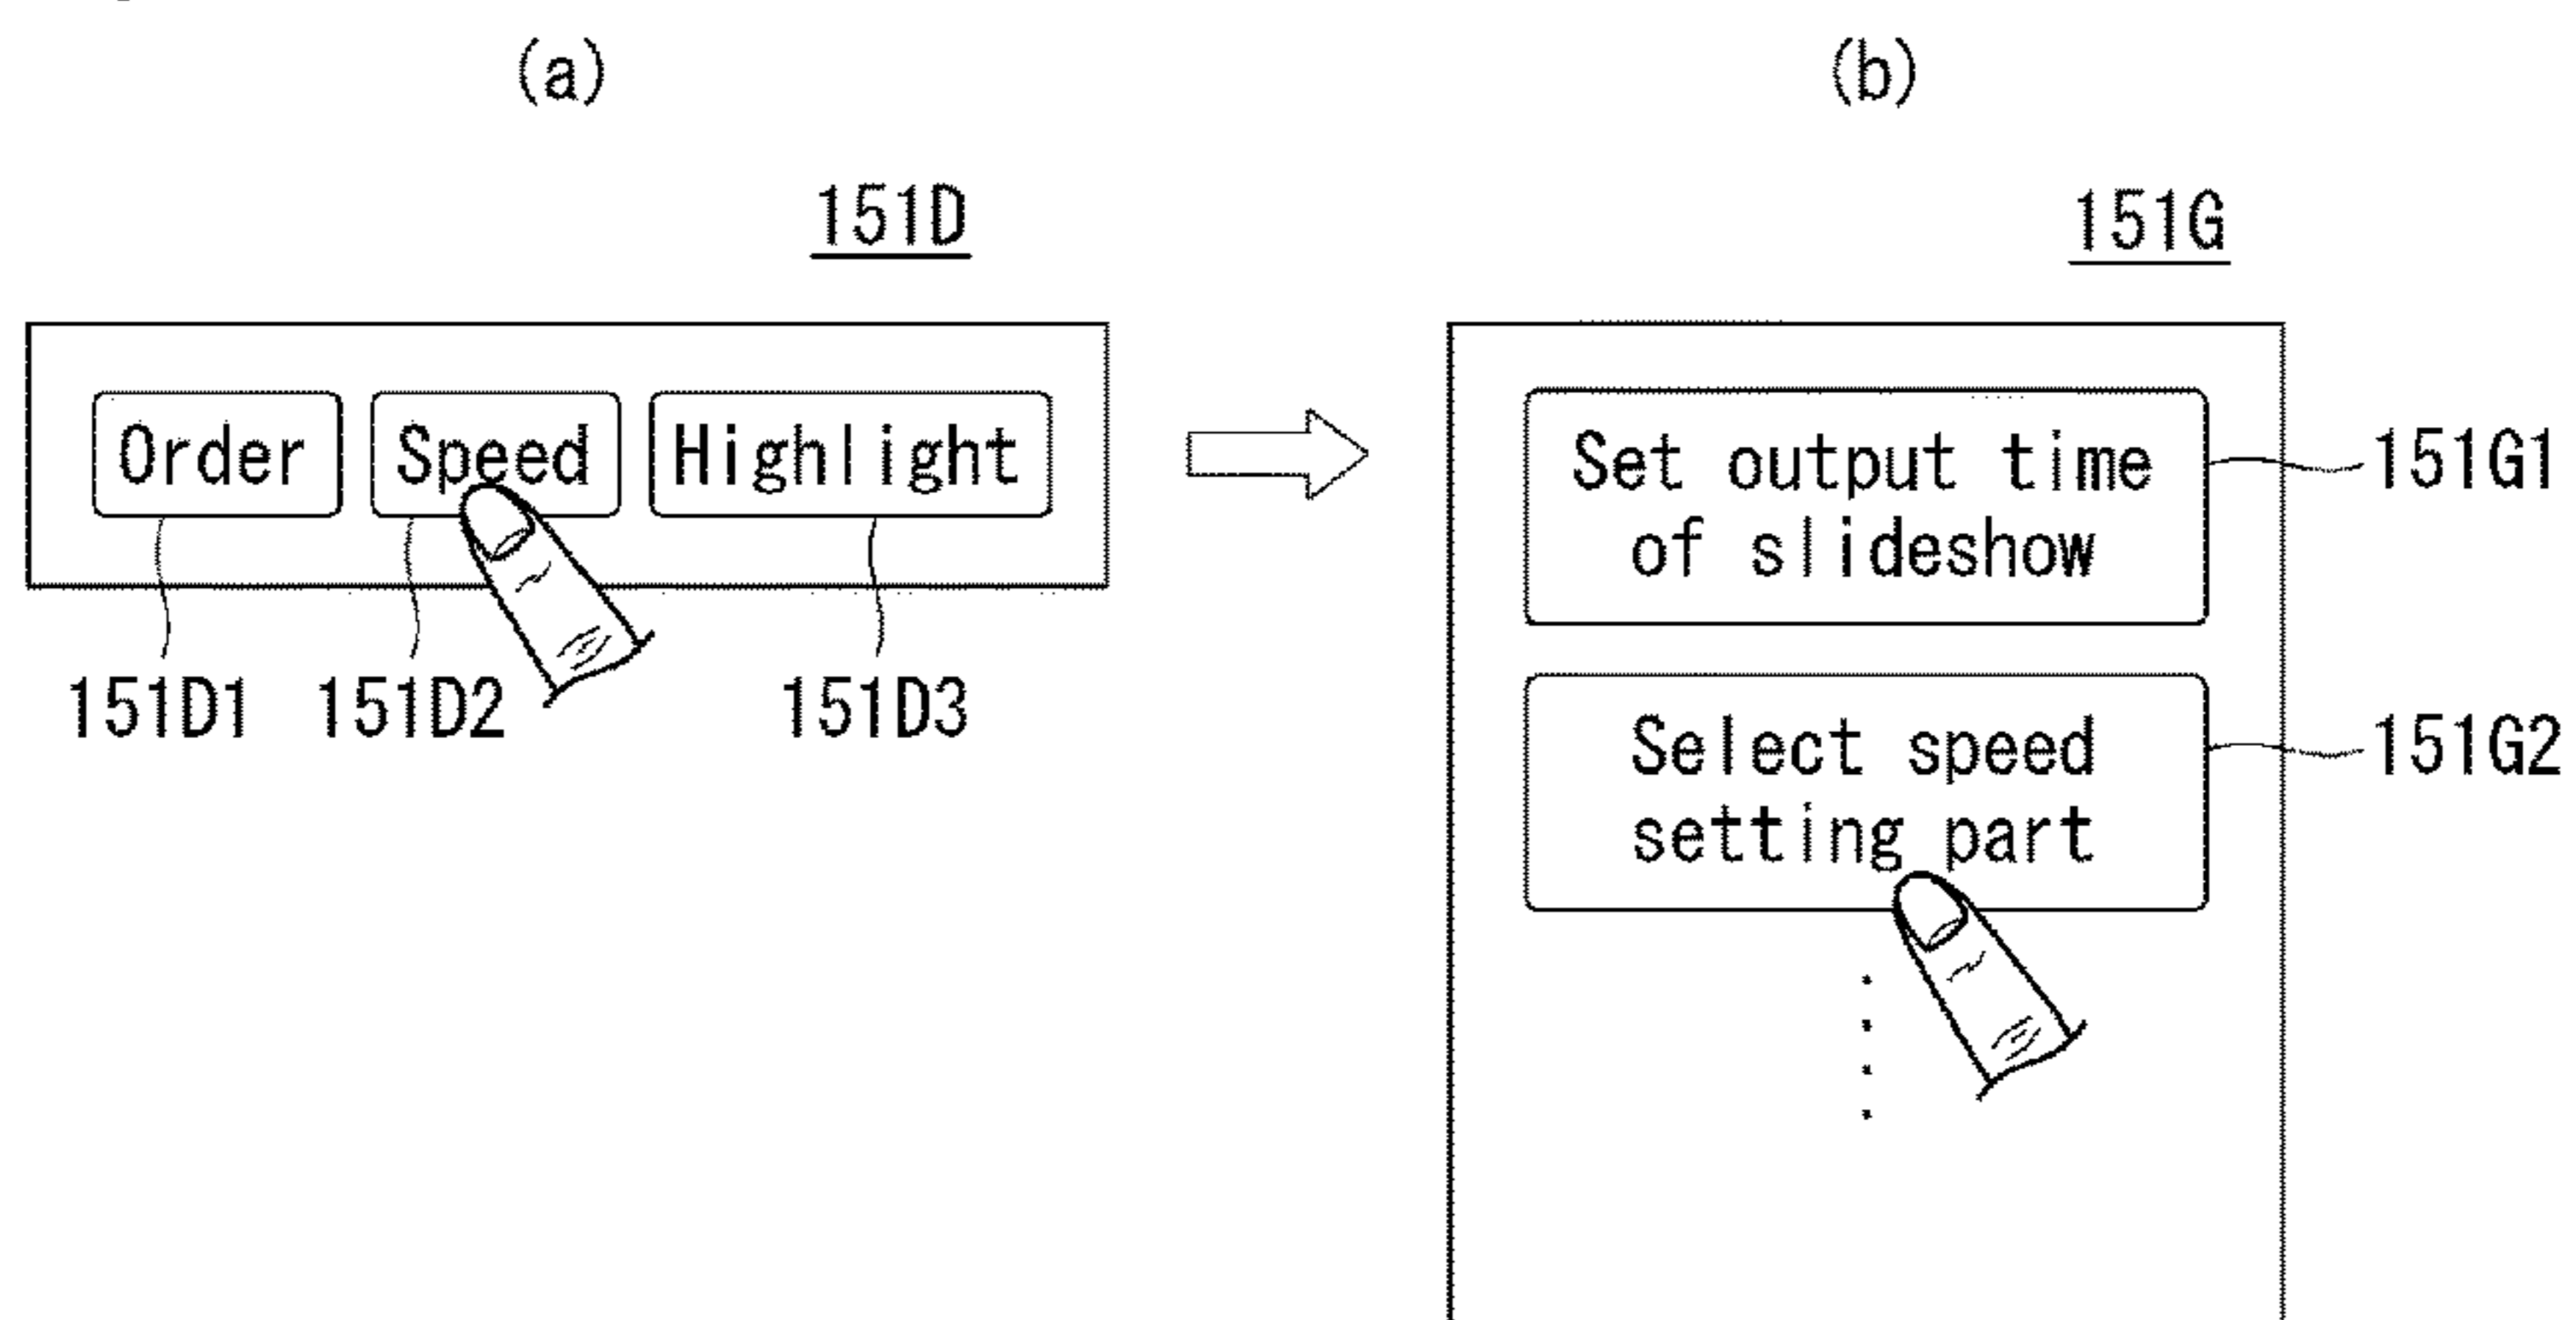 (a)
(b)
151D
151G
Order Speed Highlight
151D1 151D2 151D3
Set output time
of slideshow
151G1
Select speed
setting part
151G2